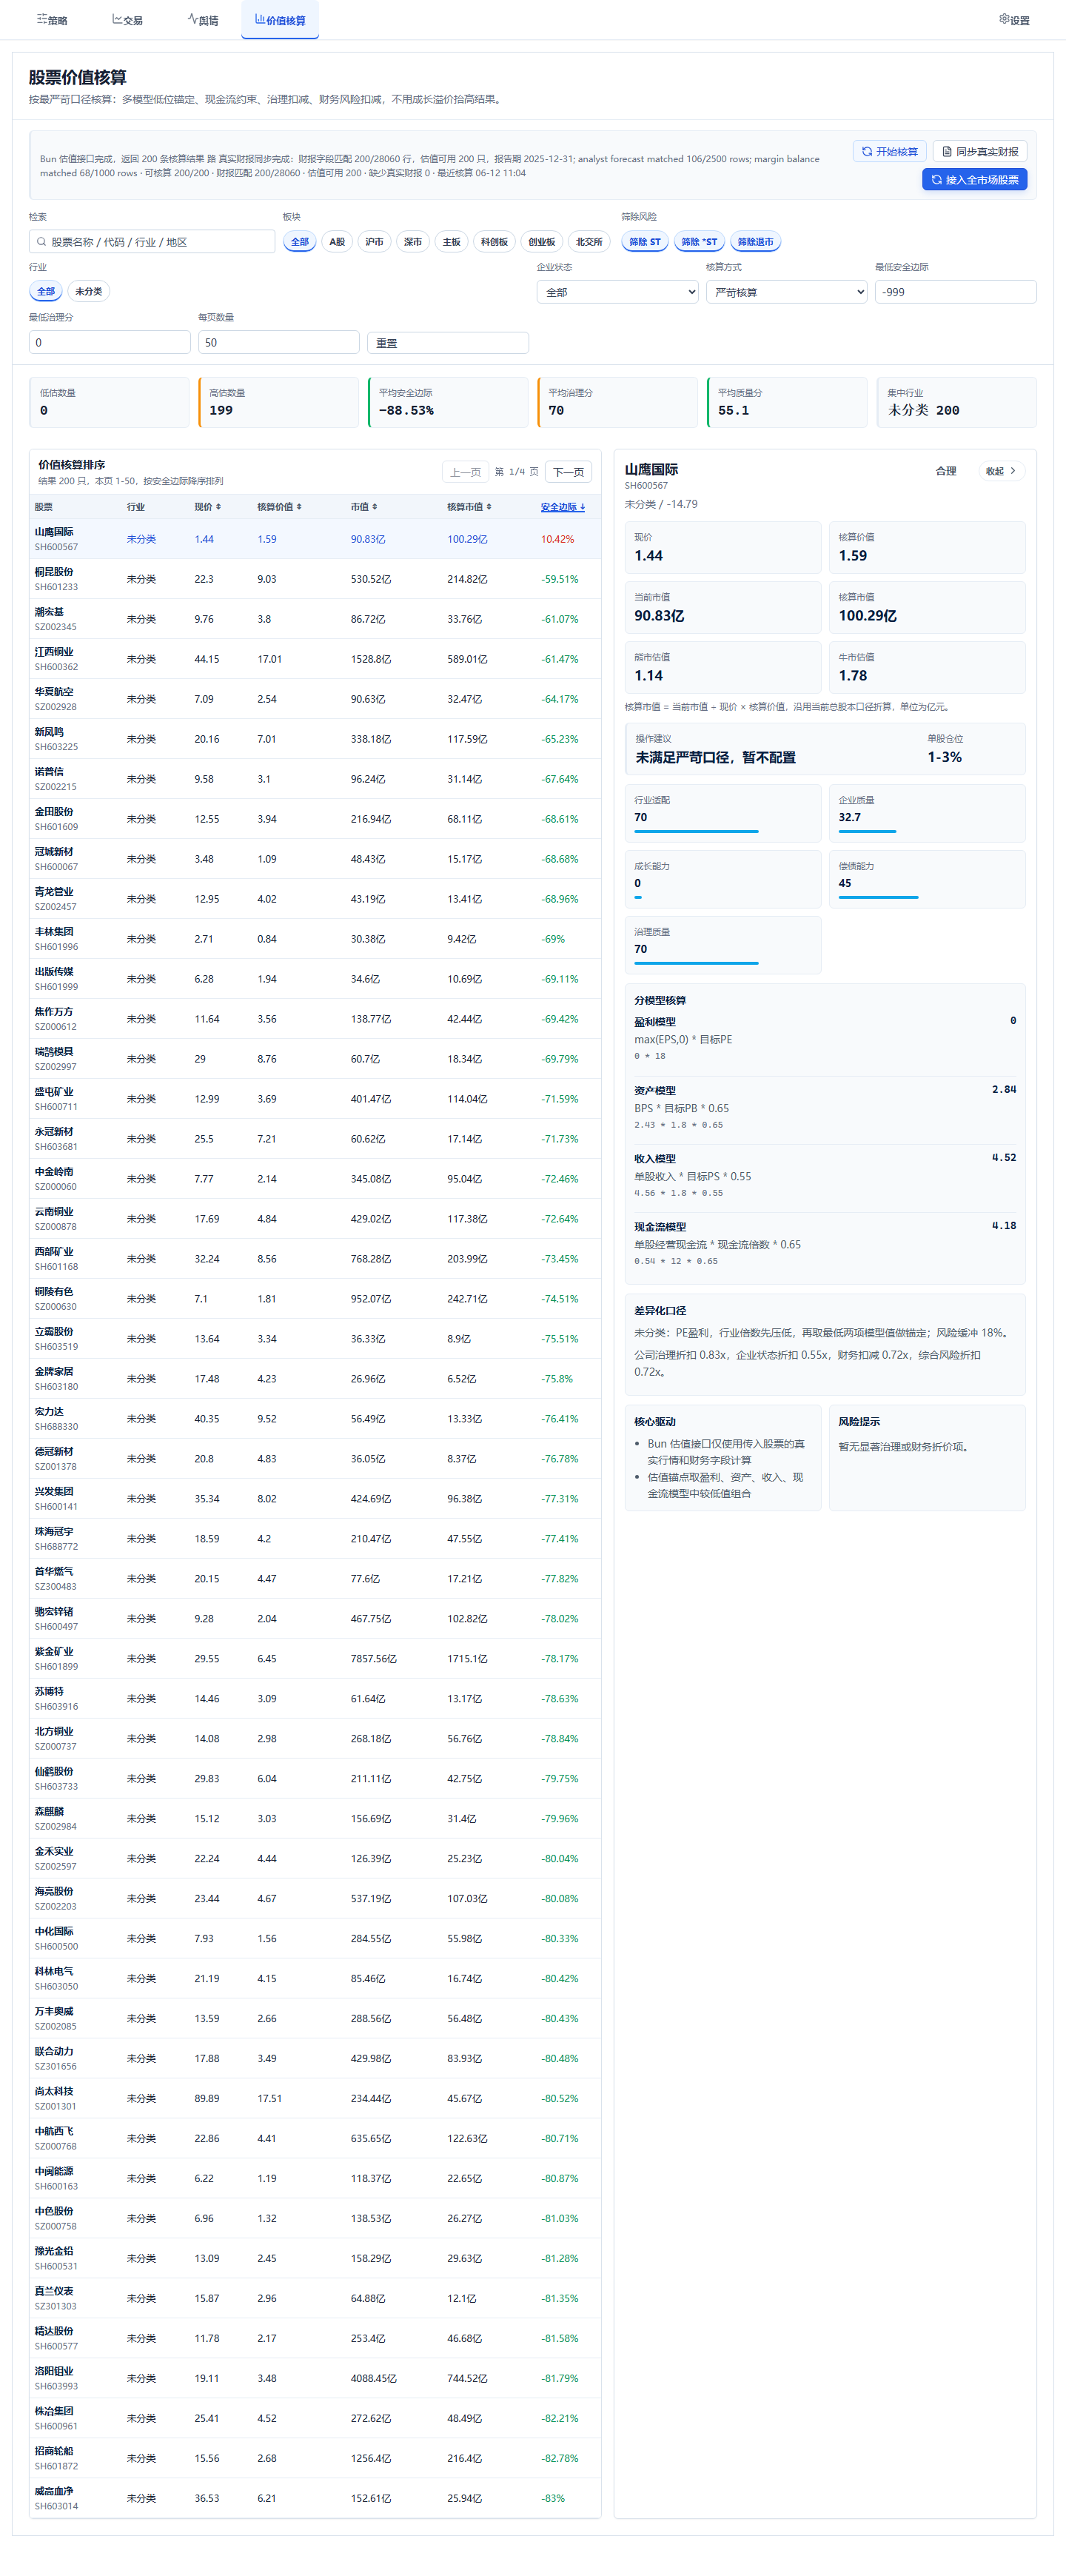 策略 交易 舆情 价值核算 设置
股票价值核算
按最严苛口径核算：多模型低位锚定、现金流约束、治理扣减、财务风险扣减，不用成长溢价抬高结果。
Bun 估值接口完成，返回 200 条核算结果 路 真实财报同步完成：财报字段匹配 200/28060 行，估值可用 200 只，报告期 2025-12-31; analyst forecast matched 106/2500 rows; margin balance
matched 68/1000 rows · 可核算 200/200 · 财报匹配 200/28060 · 估值可用 200 · 缺少真实财报 0 · 最近核算 06-12 11:04
开始核算 同步真实财报
接入全市场股票
检索 板块 筛除风险
股票名称 / 代码 / 行业 / 地区 全部 A股 沪市 深市 主板 科创板 创业板 北交所 筛除 ST 筛除 *ST 筛除退市
行业 企业状态 核算方式 最低安全边际
全部 未分类 全部 严苛核算 -999
最低治理分 每页数量
0 50 重置
低估数量 高估数量 平均安全边际 平均治理分 平均质量分 集中行业
0 199 -88.53% 70 55.1 未分类 200
价值核算排序
结果 200 只，本页 1-50，按安全边际降序排列
上一页 第 1/4 页 下一页
股票 行业 现价 核算价值 市值 核算市值 安全边际 ↓
山鹰国际 SH600567 未分类 1.44 1.59 90.83亿 100.29亿 10.42%
桐昆股份 SH601233 未分类 22.3 9.03 530.52亿 214.82亿 -59.51%
潮宏基 SZ002345 未分类 9.76 3.8 86.72亿 33.76亿 -61.07%
江西铜业 SH600362 未分类 44.15 17.01 1528.8亿 589.01亿 -61.47%
华夏航空 SZ002928 未分类 7.09 2.54 90.63亿 32.47亿 -64.17%
新凤鸣 SH603225 未分类 20.16 7.01 338.18亿 117.59亿 -65.23%
诺普信 SZ002215 未分类 9.58 3.1 96.24亿 31.14亿 -67.64%
金田股份 SH601609 未分类 12.55 3.94 216.94亿 68.11亿 -68.61%
冠城新材 SH600067 未分类 3.48 1.09 48.43亿 15.17亿 -68.68%
青龙管业 SZ002457 未分类 12.95 4.02 43.19亿 13.41亿 -68.96%
丰林集团 SH601996 未分类 2.71 0.84 30.38亿 9.42亿 -69%
出版传媒 SH601999 未分类 6.28 1.94 34.6亿 10.69亿 -69.11%
焦作万方 SZ000612 未分类 11.64 3.56 138.77亿 42.44亿 -69.42%
瑞鹄模具 SZ002997 未分类 29 8.76 60.7亿 18.34亿 -69.79%
盛屯矿业 SH600711 未分类 12.99 3.69 401.47亿 114.04亿 -71.59%
永冠新材 SH603681 未分类 25.5 7.21 60.62亿 17.14亿 -71.73%
中金岭南 SZ000060 未分类 7.77 2.14 345.08亿 95.04亿 -72.46%
云南铜业 SZ000878 未分类 17.69 4.84 429.02亿 117.38亿 -72.64%
西部矿业 SH601168 未分类 32.24 8.56 768.28亿 203.99亿 -73.45%
铜陵有色 SZ000630 未分类 7.1 1.81 952.07亿 242.71亿 -74.51%
立霸股份 SH603519 未分类 13.64 3.34 36.33亿 8.9亿 -75.51%
金牌家居 SH603180 未分类 17.48 4.23 26.96亿 6.52亿 -75.8%
宏力达 SH688330 未分类 40.35 9.52 56.49亿 13.33亿 -76.41%
德冠新材 SZ001378 未分类 20.8 4.83 36.05亿 8.37亿 -76.78%
兴发集团 SH600141 未分类 35.34 8.02 424.69亿 96.38亿 -77.31%
珠海冠宇 SH688772 未分类 18.59 4.2 210.47亿 47.55亿 -77.41%
首华燃气 SZ300483 未分类 20.15 4.47 77.6亿 17.21亿 -77.82%
驰宏锌锗 SH600497 未分类 9.28 2.04 467.75亿 102.82亿 -78.02%
紫金矿业 SH601899 未分类 29.55 6.45 7857.56亿 1715.1亿 -78.17%
苏博特 SH603916 未分类 14.46 3.09 61.64亿 13.17亿 -78.63%
北方铜业 SZ000737 未分类 14.08 2.98 268.18亿 56.76亿 -78.84%
仙鹤股份 SH603733 未分类 29.83 6.04 211.11亿 42.75亿 -79.75%
森麒麟 SZ002984 未分类 15.12 3.03 156.69亿 31.4亿 -79.96%
金禾实业 SZ002597 未分类 22.24 4.44 126.39亿 25.23亿 -80.04%
海亮股份 SZ002203 未分类 23.44 4.67 537.19亿 107.03亿 -80.08%
中化国际 SH600500 未分类 7.93 1.56 284.55亿 55.98亿 -80.33%
科林电气 SH603050 未分类 21.19 4.15 85.46亿 16.74亿 -80.42%
万丰奥威 SZ002085 未分类 13.59 2.66 288.56亿 56.48亿 -80.43%
联合动力 SZ301656 未分类 17.88 3.49 429.98亿 83.93亿 -80.48%
尚太科技 SZ001301 未分类 89.89 17.51 234.44亿 45.67亿 -80.52%
中航西飞 SZ000768 未分类 22.86 4.41 635.65亿 122.63亿 -80.71%
中闽能源 SH600163 未分类 6.22 1.19 118.37亿 22.65亿 -80.87%
中色股份 SZ000758 未分类 6.96 1.32 138.53亿 26.27亿 -81.03%
豫光金铅 SH600531 未分类 13.09 2.45 158.29亿 29.63亿 -81.28%
真兰仪表 SZ301303 未分类 15.87 2.96 64.88亿 12.1亿 -81.35%
精达股份 SH600577 未分类 11.78 2.17 253.4亿 46.68亿 -81.58%
洛阳钼业 SH603993 未分类 19.11 3.48 4088.45亿 744.52亿 -81.79%
株冶集团 SH600961 未分类 25.41 4.52 272.62亿 48.49亿 -82.21%
招商轮船 SH601872 未分类 15.56 2.68 1256.4亿 216.4亿 -82.78%
威高血净 SH603014 未分类 36.53 6.21 152.61亿 25.94亿 -83%
山鹰国际 合理 收起
SH600567
未分类 / -14.79
现价 核算价值
1.44 1.59
当前市值 核算市值
90.83亿 100.29亿
熊市估值 牛市估值
1.14 1.78
核算市值 = 当前市值 ÷ 现价 × 核算价值，沿用当前总股本口径折算，单位为亿元。
操作建议 单股仓位
未满足严苛口径，暂不配置 1-3%
行业适配 企业质量
70 32.7
成长能力 偿债能力
0 45
治理质量
70
分模型核算
盈利模型 0
max(EPS,0) * 目标PE
0 * 18
资产模型 2.84
BPS * 目标PB * 0.65
2.43 * 1.8 * 0.65
收入模型 4.52
单股收入 * 目标PS * 0.55
4.56 * 1.8 * 0.55
现金流模型 4.18
单股经营现金流 * 现金流倍数 * 0.65
0.54 * 12 * 0.65
差异化口径
未分类：PE盈利，行业倍数先压低，再取最低两项模型值做锚定；风险缓冲 18%。
公司治理折扣 0.83x，企业状态折扣 0.55x，财务扣减 0.72x，综合风险折扣
0.72x。
核心驱动
Bun 估值接口仅使用传入股票的真
实行情和财务字段计算
估值锚点取盈利、资产、收入、现
金流模型中较低值组合
风险提示
暂无显著治理或财务折价项。